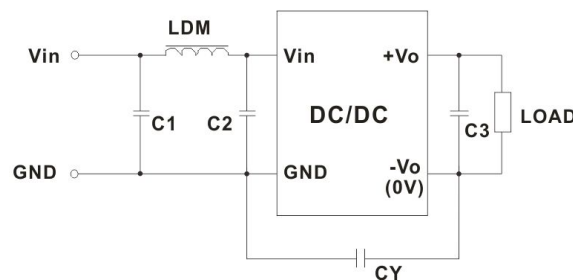 LDM
Vin
Vin
+Vo
C1
C2
DC/DC
C3
LOAD
GND
GND
-Vo
(0V)
CY